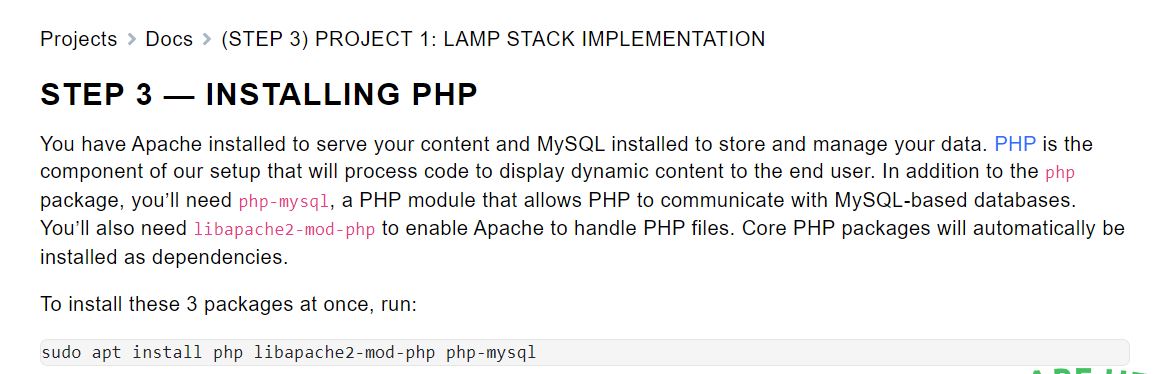 Projects > Docs > (STEP 3) PROJECT 1: LAMP STACK IMPLEMENTATION
STEP 3 — INSTALLING PHP
You have Apache installed to serve your content and MySQL installed to store and manage your data. PHP is the
component of our setup that will process code to display dynamic content to the end user. In addition to the php
package, you’ll need php-mysql, a PHP module that allows PHP to communicate with MySQL-based databases.
You’ll also need libapache2-mod-php to enable Apache to handle PHP files. Core PHP packages will automatically be
installed as dependencies.
To install these 3 packages at once, run:
sudo apt install php libapache2-mod-php php-mysql